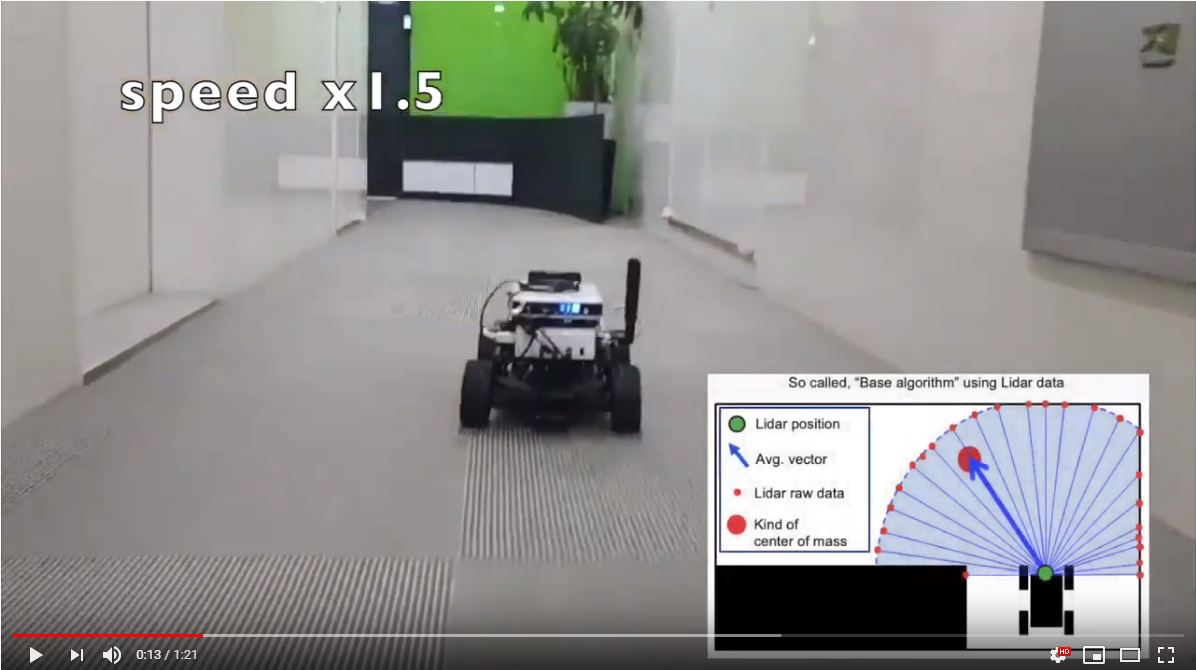 speed x1.5
So called, "Base algorithm" using Lidar data
Lidar position
Avg. vector
Lidar raw data
Kind of
center of mass
0:13 / 1:21
HD